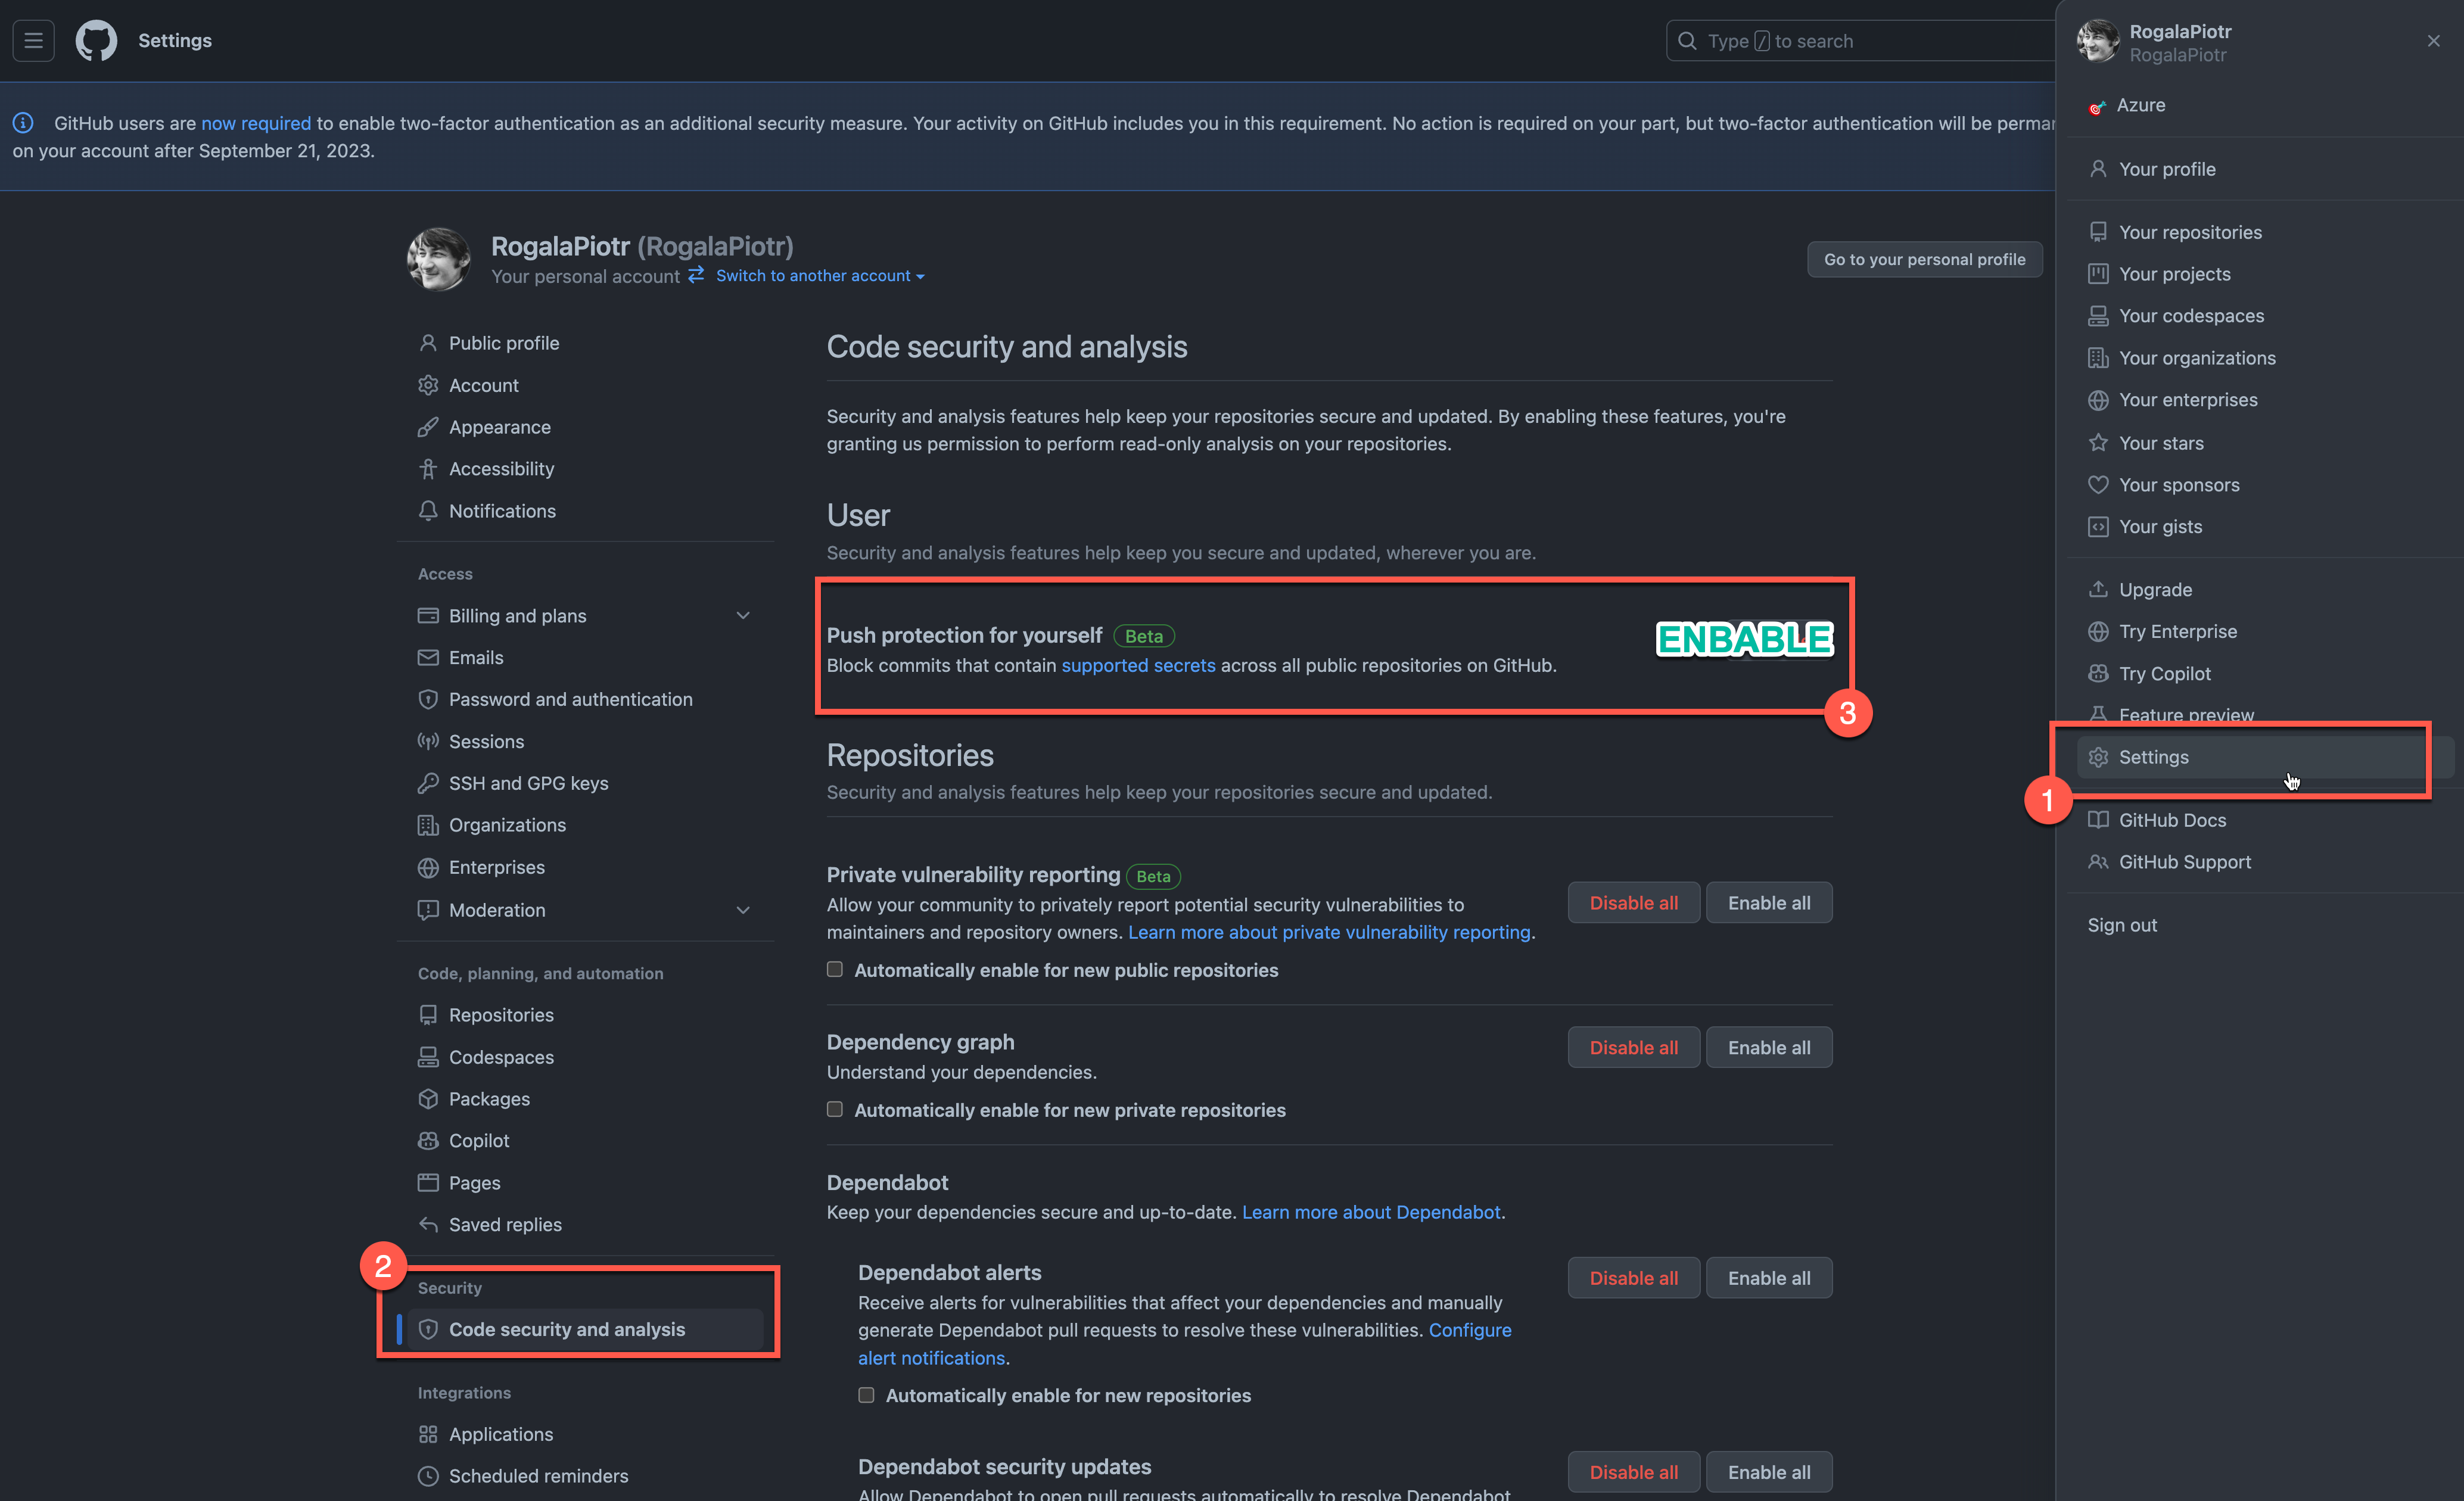 Settings
Type / to search
GitHub users are now required to enable two-factor authentication as an additional security measure. Your activity on GitHub includes you in this requirement. No action is required on your part, but two-factor authentication will be perma
on your account after September 21, 2023.
RogalaPiotr (RogalaPiotr)
Your personal account Switch to another account
Go to your personal profile
Public profile
Account
Appearance
Accessibility
Notifications
Access
Billing and plans
Emails
Password and authentication
Sessions
SSH and GPG keys
Organizations
Enterprises
Moderation
Code, planning, and automation
Repositories
Codespaces
Packages
Copilot
Pages
Saved replies
2
Security
Code security and analysis
Integrations
Applications
Scheduled reminders
Code security and analysis
Security and analysis features help keep your repositories secure and updated. By enabling these features, you're
granting us permission to perform read-only analysis on your repositories.
User
Security and analysis features help keep you secure and updated, wherever you are.
Push protection for yourself Beta
ENBABLE
Block commits that contain supported secrets across all public repositories on GitHub.
3
Repositories
Security and analysis features help keep your repositories secure and updated.
Private vulnerability reporting Beta
Allow your community to privately report potential security vulnerabilities to
maintainers and repository owners. Learn more about private vulnerability reporting.
Disable all Enable all
Automatically enable for new public repositories
Dependency graph
Understand your dependencies.
Disable all Enable all
Automatically enable for new private repositories
Dependabot
Keep your dependencies secure and up-to-date. Learn more about Dependabot.
Dependabot alerts
Receive alerts for vulnerabilities that affect your dependencies and manually
generate Dependabot pull requests to resolve these vulnerabilities. Configure
alert notifications.
Disable all Enable all
Automatically enable for new repositories
Dependabot security updates
Disable all Enable all
Allow Dependabot to open pull requests automatically to resolve Dependabot
RogalaPiotr
RogalaPiotr
Azure
Your profile
Your repositories
Your projects
Your codespaces
Your organizations
Your enterprises
Your stars
Your sponsors
Your gists
Upgrade
Try Enterprise
Try Copilot
Feature preview
Settings
1
GitHub Docs
GitHub Support
Sign out